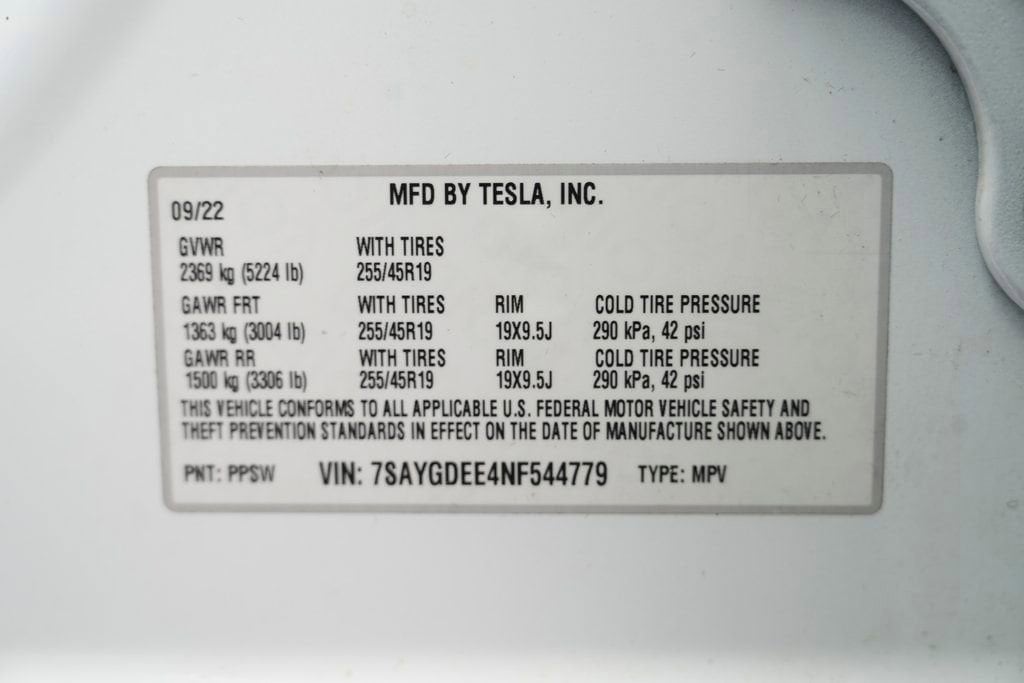 MFD BY TESLA, INC.
09/22
GVWR WITH TIRES
2369 kg (5224 lb) 255/45R19
GAWR FRT WITH TIRES RIM COLD TIRE PRESSURE
1363 kg (3004 lb) 255/45R19 19X9.5J 290 kPa, 42 psi
GAWR RR WITH TIRES RIM COLD TIRE PRESSURE
1500 kg (3306 lb) 255/45R19 19X9.5J 290 kPa, 42 psi
THIS VEHICLE CONFORMS TO ALL APPLICABLE U.S. FEDERAL MOTOR VEHICLE SAFETY AND
THEFT PREVENTION STANDARDS IN EFFECT ON THE DATE OF MANUFACTURE SHOWN ABOVE.
PNT: PPSW VIN: 7SAYGDEE4NF544779 TYPE: MPV